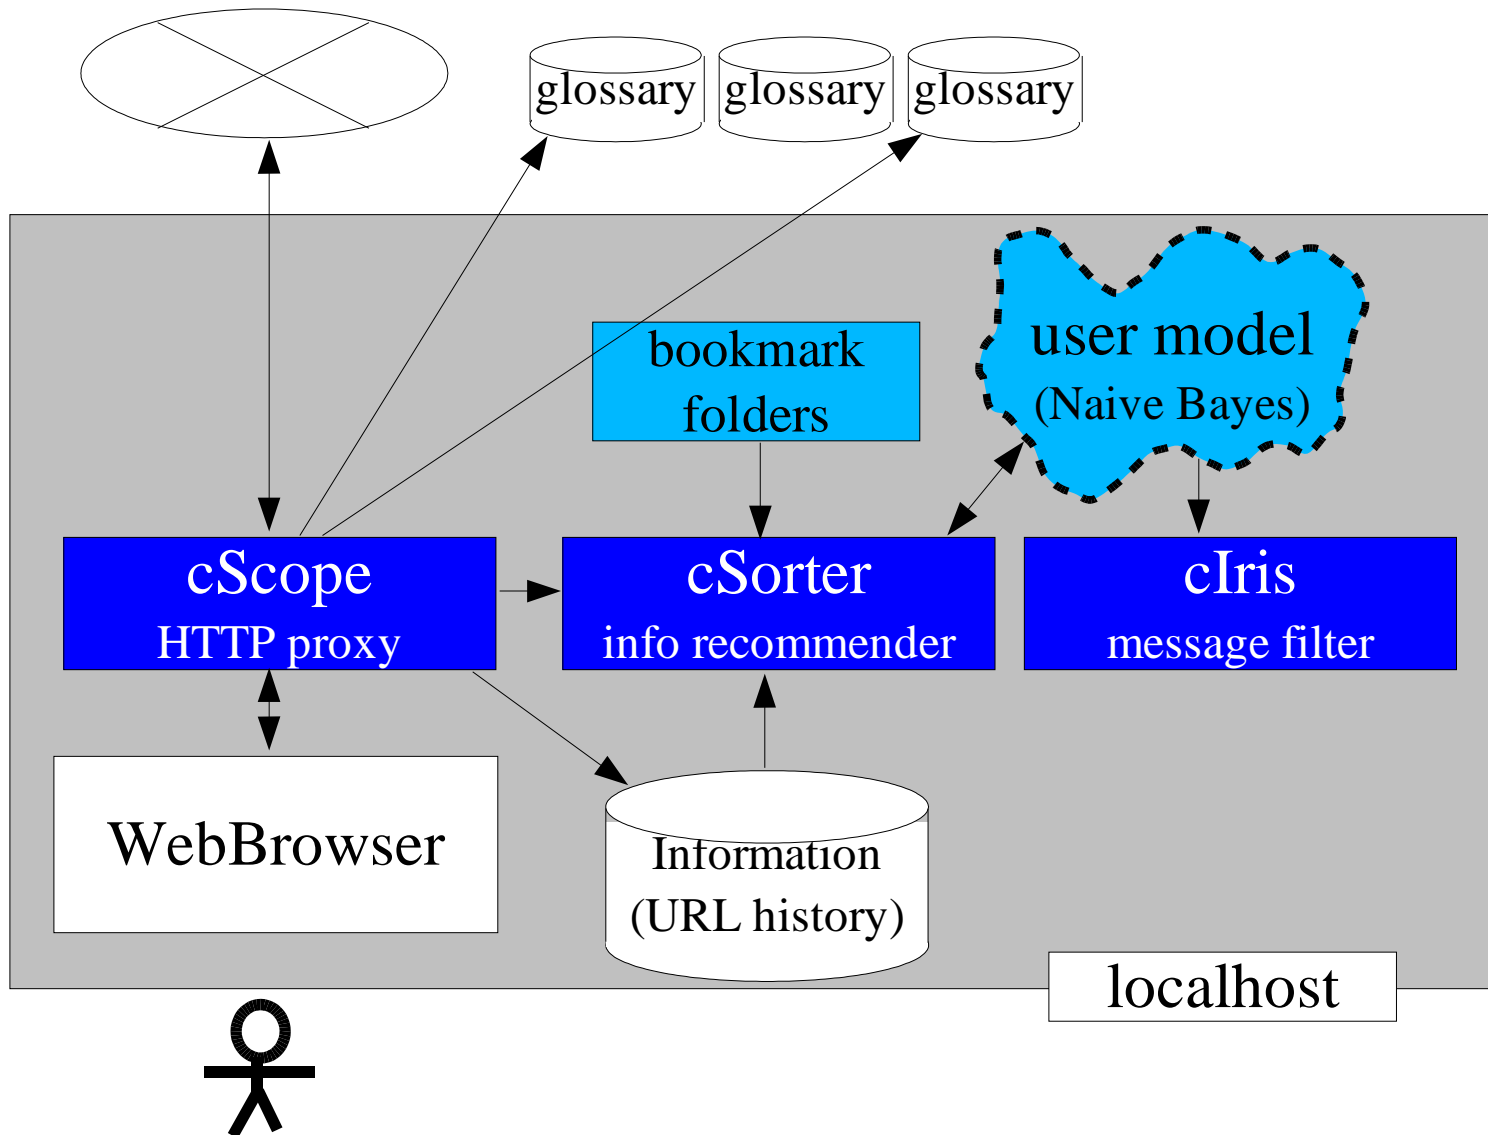 glossary glossary glossary
bookmark
folders
user model
(Naive Bayes)
cScope
HTTP proxy
cSorter
info recommender
cIris
message filter
WebBrowser
Information
(URL history)
localhost